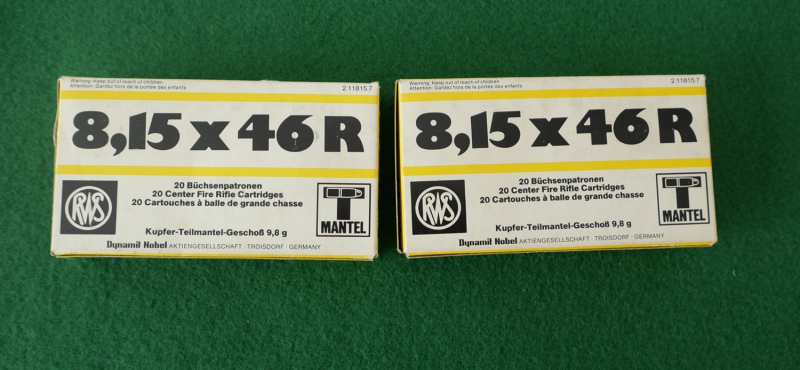 Warning: Keep out of reach of children
Attention: Gardez hors de la portée des enfants
2 11815.7
8,15 x 46 R
20 Büchsenpatronen
20 Center Fire Rifle Cartridges
20 Cartouches à balle de grande chasse
RWS
T
MANTEL
Kupfer-Teilmantel-Geschoß 9,8 g
Dynamit Nobel AKTIENGESELLSCHAFT · TROISDORF · GERMANY
Warning: Keep out of reach of children
Attention: Gardez hors de la portée des enfants
2 11815.7
8,15 x 46 R
20 Büchsenpatronen
20 Center Fire Rifle Cartridges
20 Cartouches à balle de grande chasse
RWS
T
MANTEL
Kupfer-Teilmantel-Geschoß 9,8 g
Dynamit Nobel AKTIENGESELLSCHAFT · TROISDORF · GERMANY